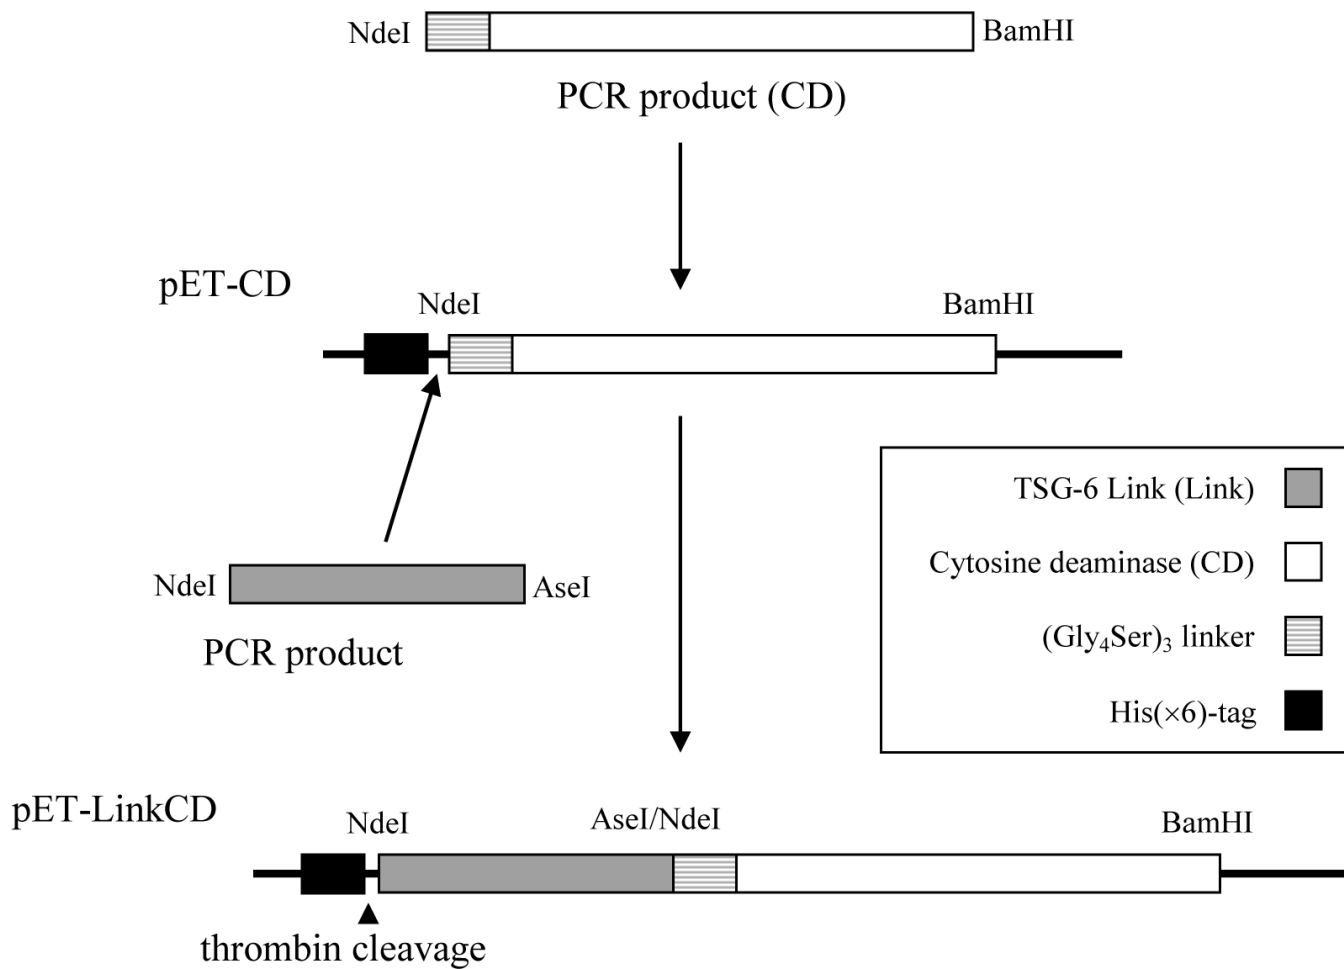 NdeI BamHI
PCR product (CD)
pET-CD
NdeI BamHI
TSG-6 Link (Link)
Cytosine deaminase (CD)
(Gly₄Ser)₃ linker
His(×6)-tag
NdeI AseI
PCR product
pET-LinkCD
NdeI AseI/NdeI BamHI
thrombin cleavage